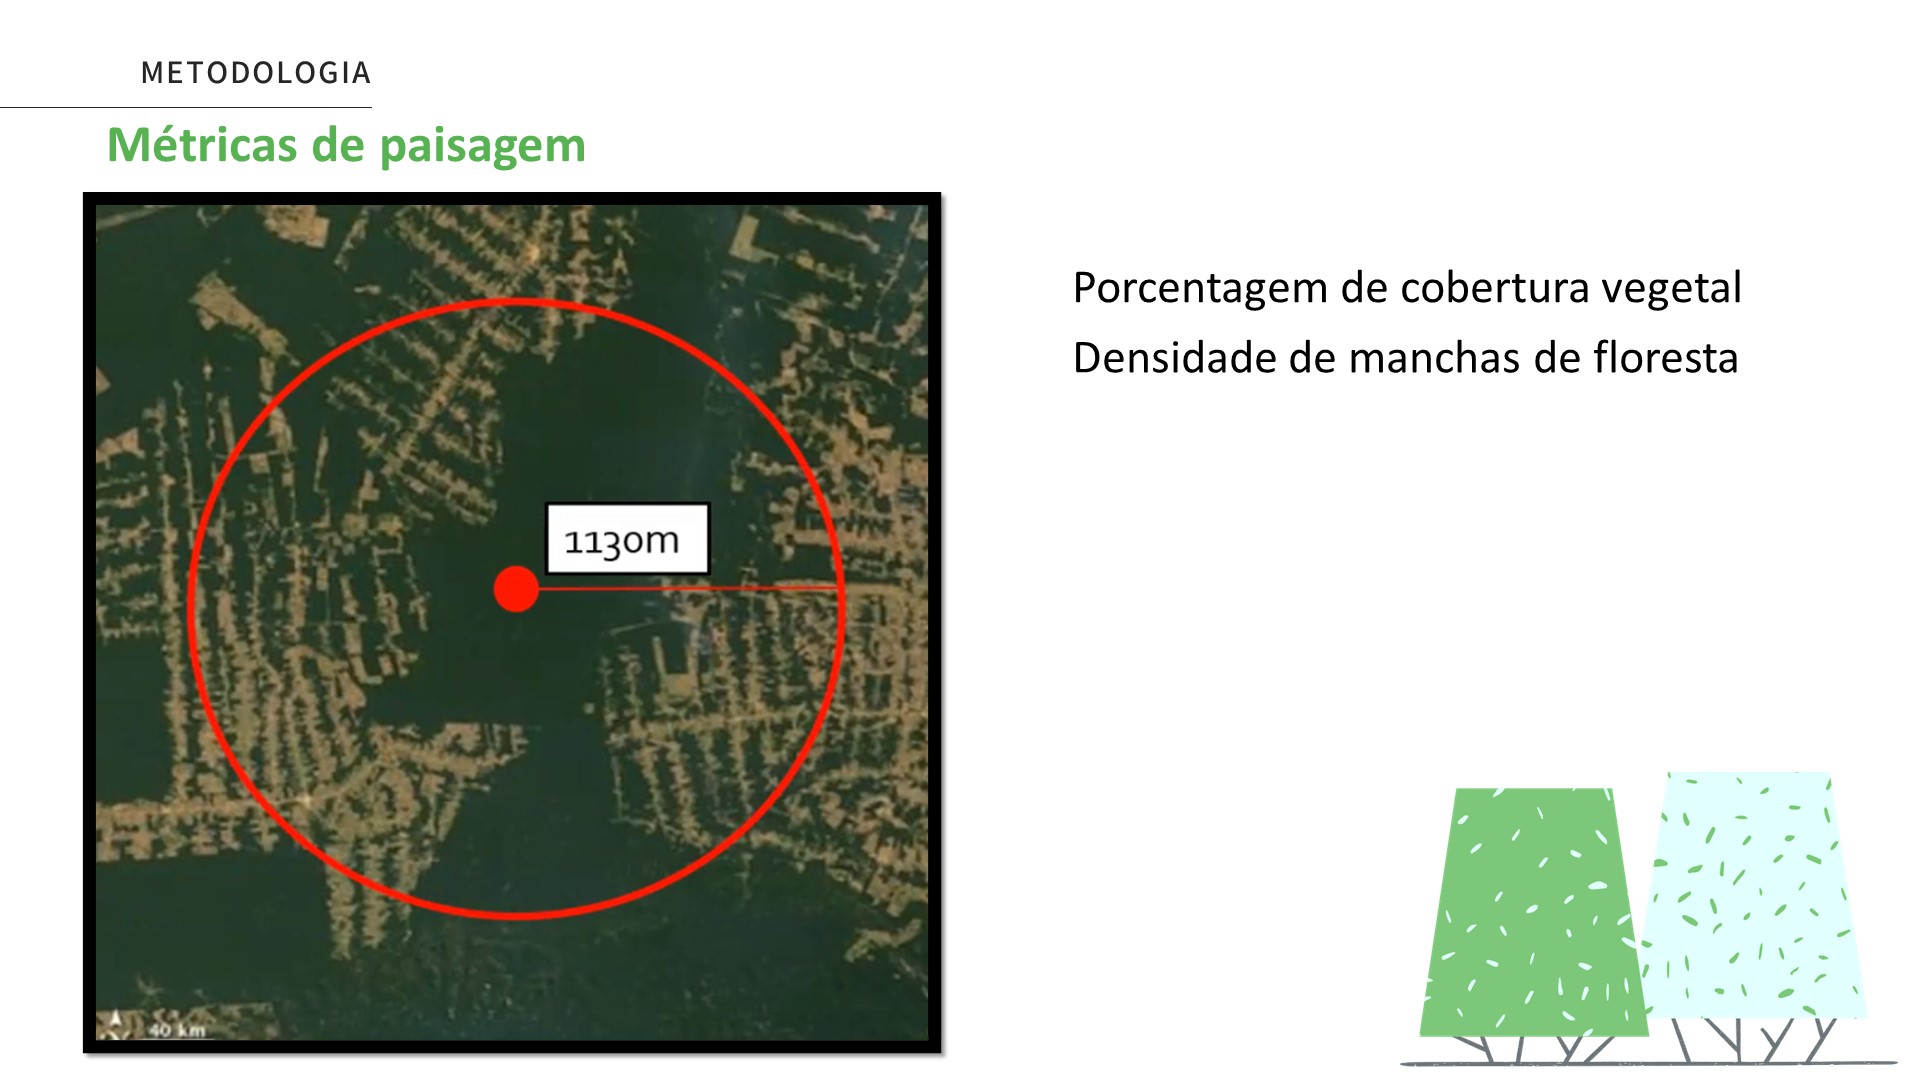 METODOLOGIA
Métricas de paisagem
Porcentagem de cobertura vegetal
Densidade de manchas de floresta
1130m
40 km